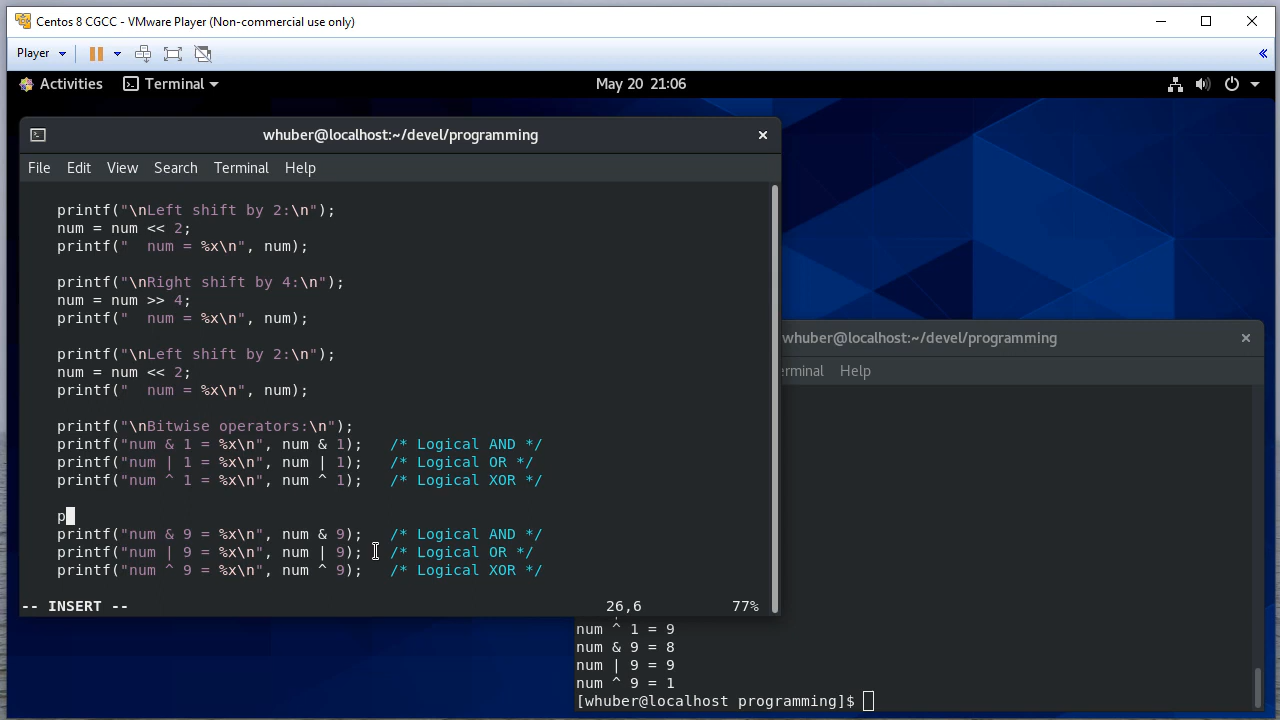 Centos 8 CGCC - VMware Player (Non-commercial use only)
Player
Activities
Terminal
May 20 21:06
whuber@localhost:~/devel/programming
File Edit View Search Terminal Help
printf("\nLeft shift by 2:\n");
num = num << 2;
printf("  num = %x\n", num);
printf("\nRight shift by 4:\n");
num = num >> 4;
printf("  num = %x\n", num);
printf("\nLeft shift by 2:\n");
num = num << 2;
printf("  num = %x\n", num);
printf("\nBitwise operators:\n");
printf("num & 1 = %x\n", num & 1);   /* Logical AND */
printf("num | 1 = %x\n", num | 1);   /* Logical OR */
printf("num ^ 1 = %x\n", num ^ 1);   /* Logical XOR */
p
printf("num & 9 = %x\n", num & 9);   /* Logical AND */
printf("num | 9 = %x\n", num | 9);   /* Logical OR */
printf("num ^ 9 = %x\n", num ^ 9);   /* Logical XOR */
-- INSERT -- 26,6 77%
whuber@localhost:~/devel/programming
erminal Help
num ^ 1 = 9
num & 9 = 8
num | 9 = 9
num ^ 9 = 1
[whuber@localhost programming]$